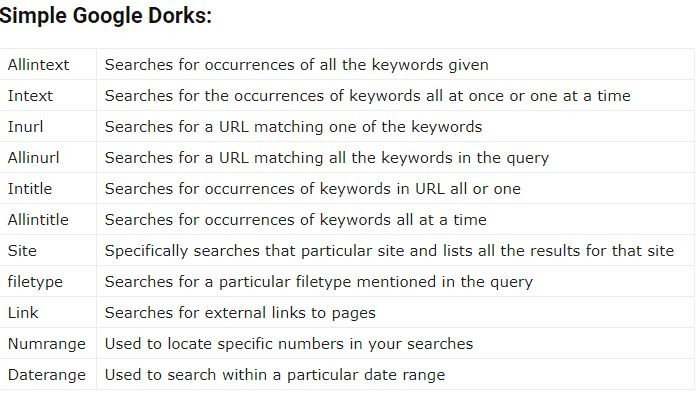 Simple Google Dorks:
Allintext Searches for occurrences of all the keywords given
Intext Searches for the occurrences of keywords all at once or one at a time
Inurl Searches for a URL matching one of the keywords
Allinurl Searches for a URL matching all the keywords in the query
Intitle Searches for occurrences of keywords in URL all or one
Allintitle Searches for occurrences of keywords all at a time
Site Specifically searches that particular site and lists all the results for that site
filetype Searches for a particular filetype mentioned in the query
Link Searches for external links to pages
Numrange Used to locate specific numbers in your searches
Daterange Used to search within a particular date range